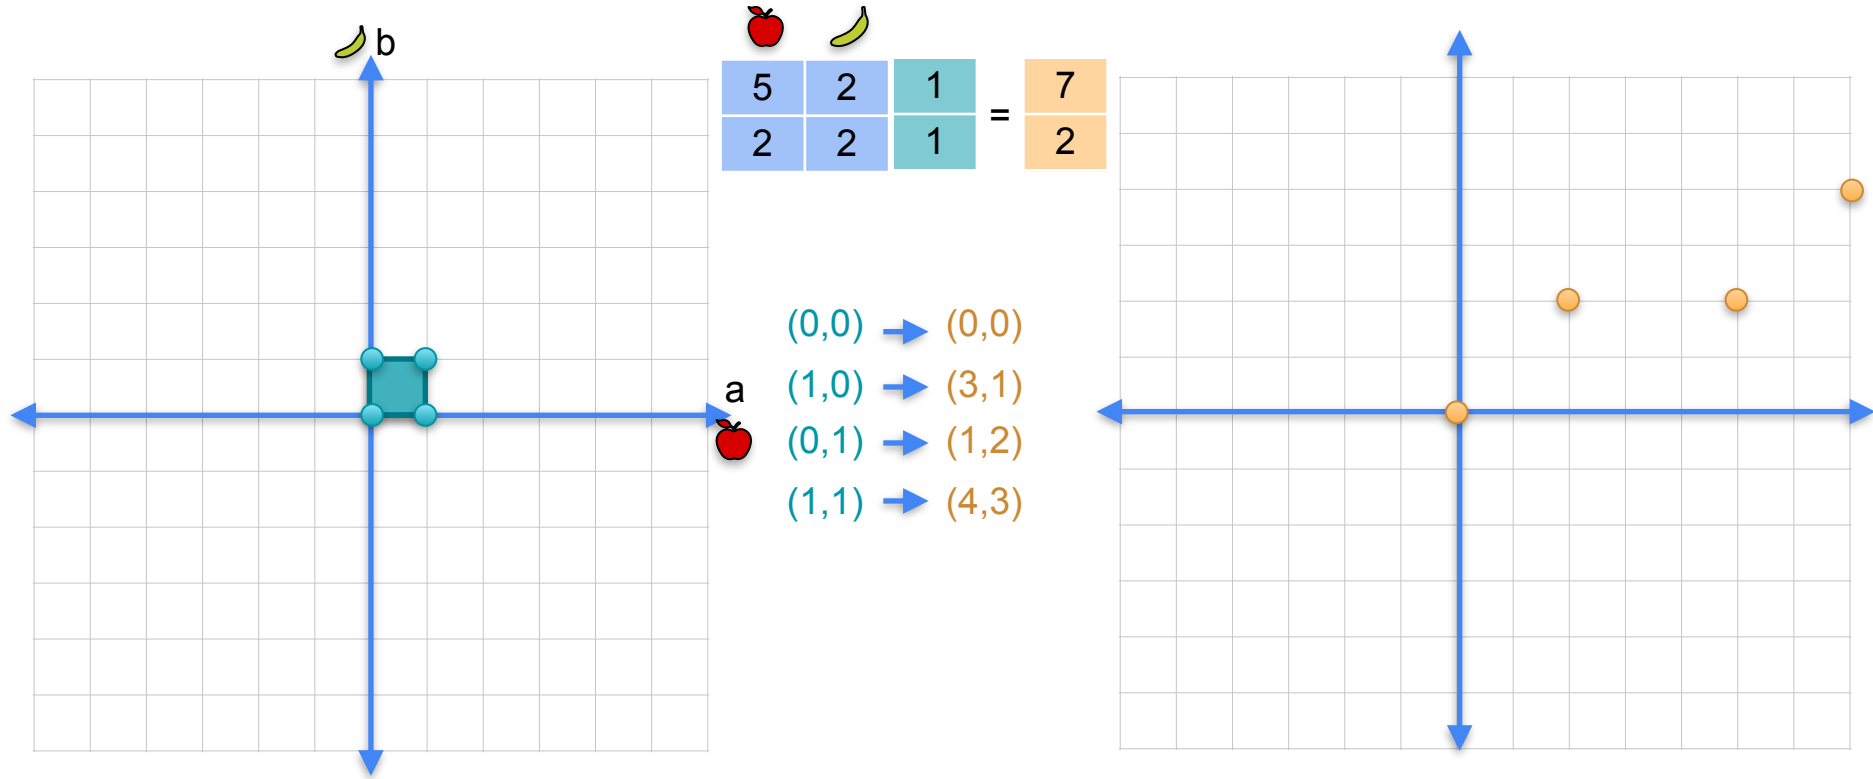 b
5 2 1 = 7
2 2 1 2
a
(0,0) (0,0)
(1,0) (3,1)
(0,1) (1,2)
(1,1) (4,3)